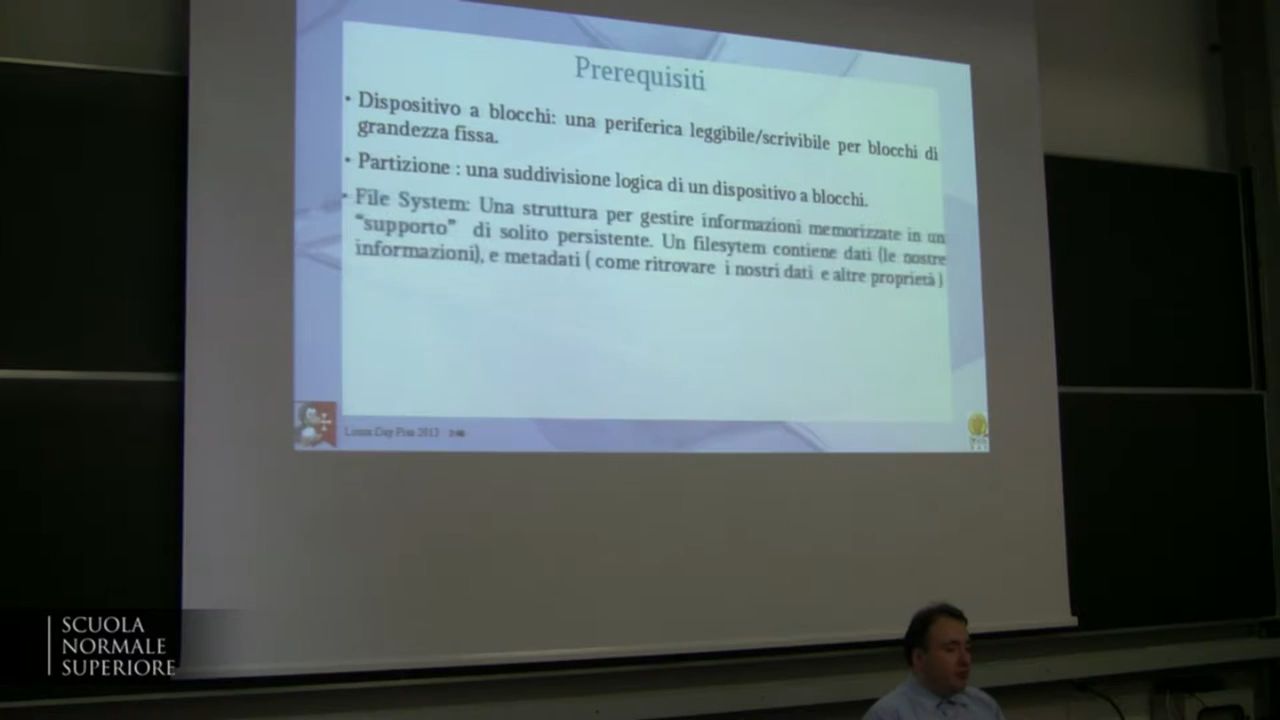 Prerequisiti
• Dispositivo a blocchi: una periferica leggibile/scrivibile per blocchi di
grandezza fissa.
• Partizione : una suddivisione logica di un dispositivo a blocchi.
• File System: Una struttura per gestire informazioni memorizzate in un
“supporto” di solito persistente. Un filesytem contiene dati (le nostre
informazioni), e metadati ( come ritrovare i nostri dati e altre proprietà )
Linux Day Pisa 2013
SCUOLA
NORMALE
SUPERIORE